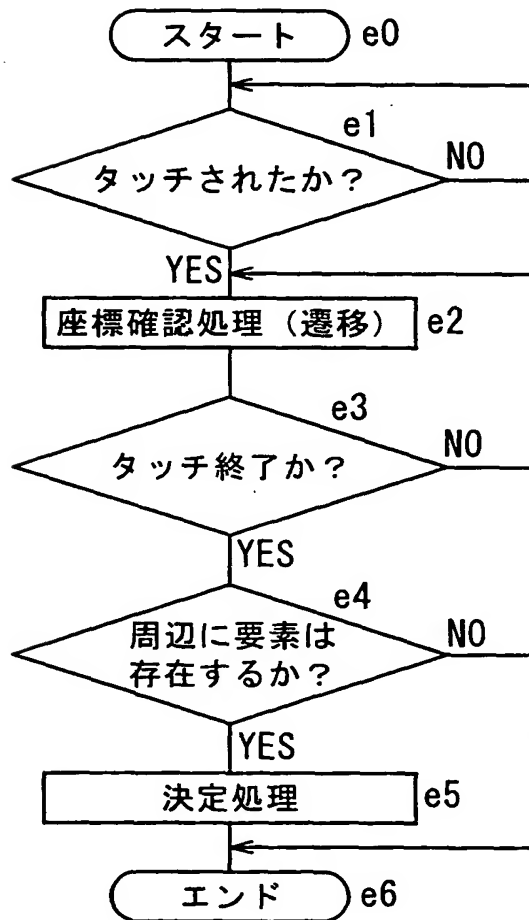 スタート e0
e1
タッチされたか？ NO
YES
座標確認処理（遷移） e2
e3
タッチ終了か？ NO
YES
e4
周辺に要素は NO
存在するか？
YES
決定処理 e5
エンド e6